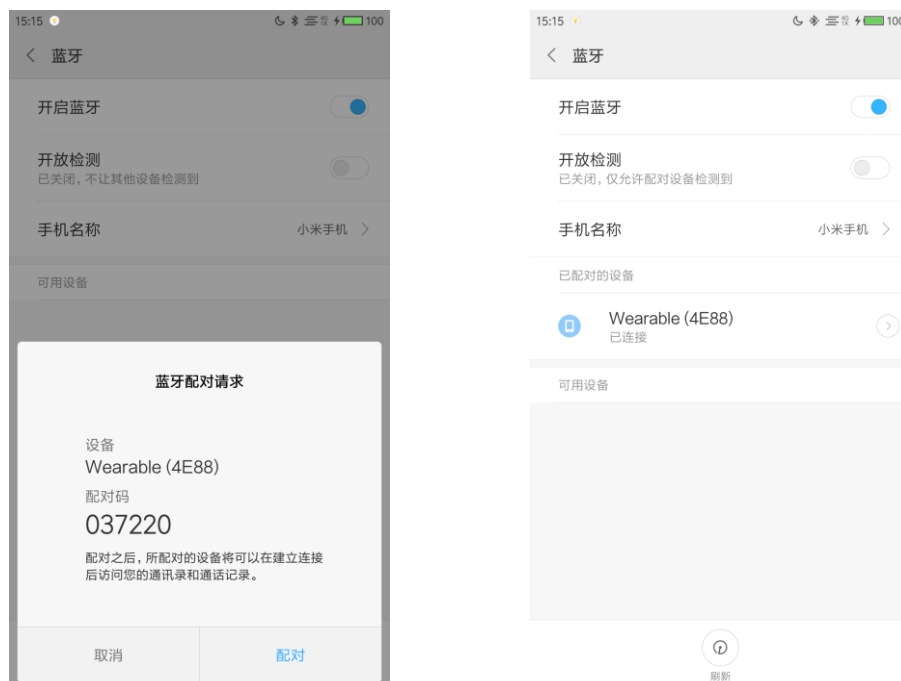 15:15
100
蓝牙
开启蓝牙
开放检测
已关闭，不让其他设备检测到
手机名称
小米手机
可用设备
蓝牙配对请求
设备
Wearable (4E88)
配对码
037220
配对之后，所配对的设备将可以在建立连接
后访问您的通讯录和通话记录。
取消
配对
15:15
100
蓝牙
开启蓝牙
开放检测
已关闭，仅允许配对设备检测到
手机名称
小米手机
已配对的设备
Wearable (4E88)
已连接
可用设备
刷新